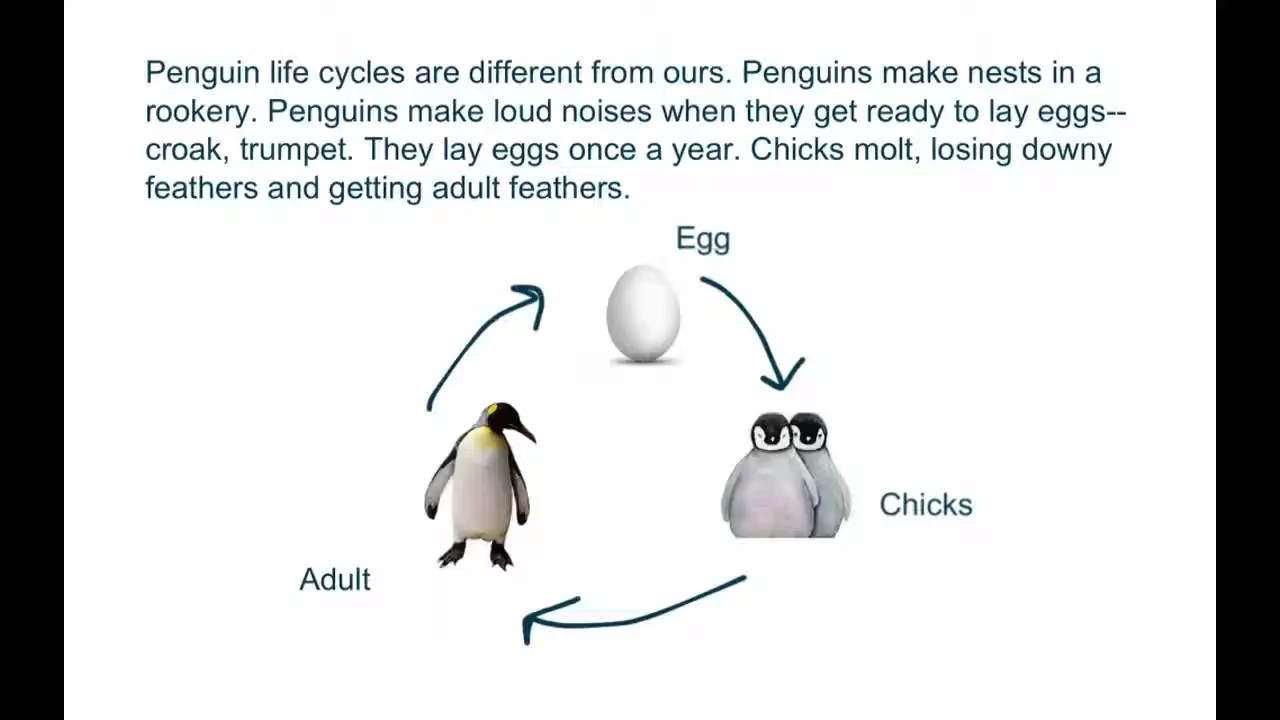 Penguin life cycles are different from ours. Penguins make nests in a
rookery. Penguins make loud noises when they get ready to lay eggs--
croak, trumpet. They lay eggs once a year. Chicks molt, losing downy
feathers and getting adult feathers.
Egg
Chicks
Adult